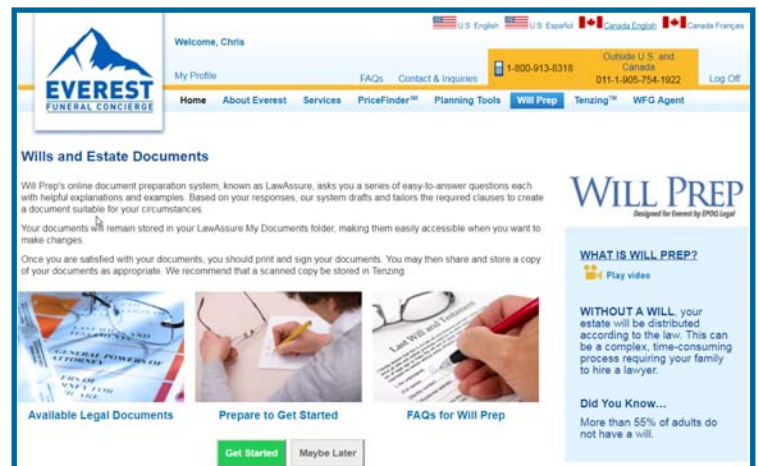 U.S. English U.S. Español Canada English Canada Français
Welcome, Chris
EVEREST
FUNERAL CONCIERGE
My Profile FAQs Contact & Inquiries 1-800-913-8318 Outside U.S. and Canada 011-1-905-754-1922 Log Off
Home About Everest Services PriceFinder℠ Planning Tools Will Prep Tenzing™ WFG Agent
Wills and Estate Documents
Will Prep's online document preparation system, known as LawAssure, asks you a series of easy-to-answer questions each
with helpful explanations and examples. Based on your responses, our system drafts and tailors the required clauses to create
a document suitable for your circumstances.
Your documents will remain stored in your LawAssure My Documents folder, making them easily accessible when you want to
make changes.
Once you are satisfied with your documents, you should print and sign your documents. You may then share and store a copy
of your documents as appropriate. We recommend that a scanned copy be stored in Tenzing.
LAST WILL AND
GENERAL POWERS OF
ATTORNEY
Last Will and Testament
Available Legal Documents Prepare to Get Started FAQs for Will Prep
Get Started Maybe Later
WILL PREP
Designed for Everest by EPOQ Legal
WHAT IS WILL PREP?
Play video
WITHOUT A WILL, your
estate will be distributed
according to the law. This can
be a complex, time-consuming
process requiring your family
to hire a lawyer.
Did You Know...
More than 55% of adults do
not have a will.